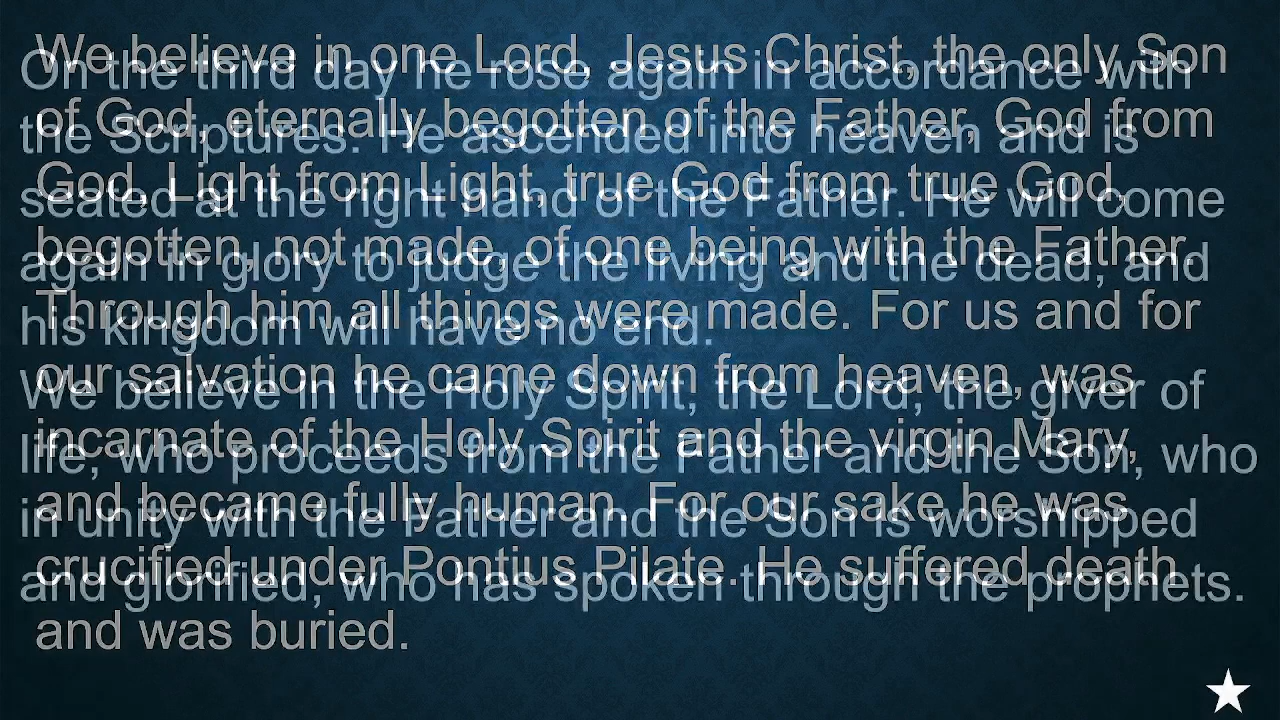 We believe in one Lord, Jesus Christ, the only Son
of God, eternally begotten of the Father, God from
God, Light from Light, true God from true God,
begotten, not made, of one being with the Father.
Through him all things were made. For us and for
our salvation he came down from heaven, was
incarnate of the Holy Spirit and the virgin Mary,
and became fully human. For our sake he was
crucified under Pontius Pilate. He suffered death
and was buried.
On the third day he rose again in accordance with
the Scriptures. He ascended into heaven and is
seated at the right hand of the Father. He will come
again in glory to judge the living and the dead, and
his kingdom will have no end.
We believe in the Holy Spirit, the Lord, the giver of
life, who proceeds from the Father and the Son, who
in unity with the Father and the Son is worshipped
and glorified, who has spoken through the prophets.